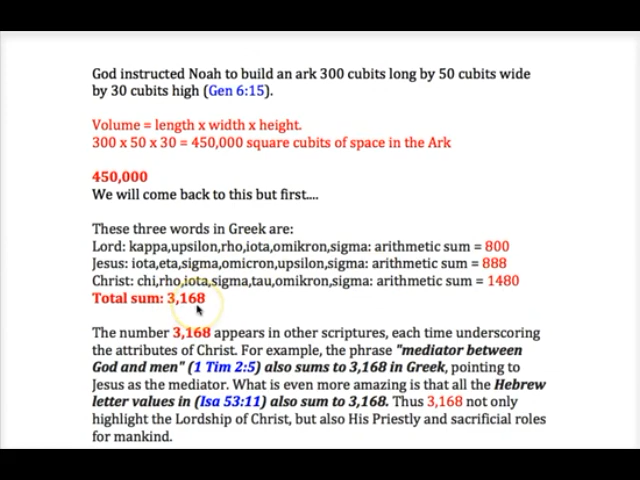 God instructed Noah to build an ark 300 cubits long by 50 cubits wide
by 30 cubits high (Gen 6:15).
Volume = length x width x height.
300 x 50 x 30 = 450,000 square cubits of space in the Ark
450,000
We will come back to this but first....
These three words in Greek are:
Lord: kappa,upsilon,rho,iota,omikron,sigma: arithmetic sum = 800
Jesus: iota,eta,sigma,omicron,upsilon,sigma: arithmetic sum = 888
Christ: chi,rho,iota,sigma,tau,omikron,sigma: arithmetic sum = 1480
Total sum: 3,168
The number 3,168 appears in other scriptures, each time underscoring
the attributes of Christ. For example, the phrase "mediator between
God and men" (1 Tim 2:5) also sums to 3,168 in Greek, pointing to
Jesus as the mediator. What is even more amazing is that all the Hebrew
letter values in (Isa 53:11) also sum to 3,168. Thus 3,168 not only
highlight the Lordship of Christ, but also His Priestly and sacrificial roles
for mankind.